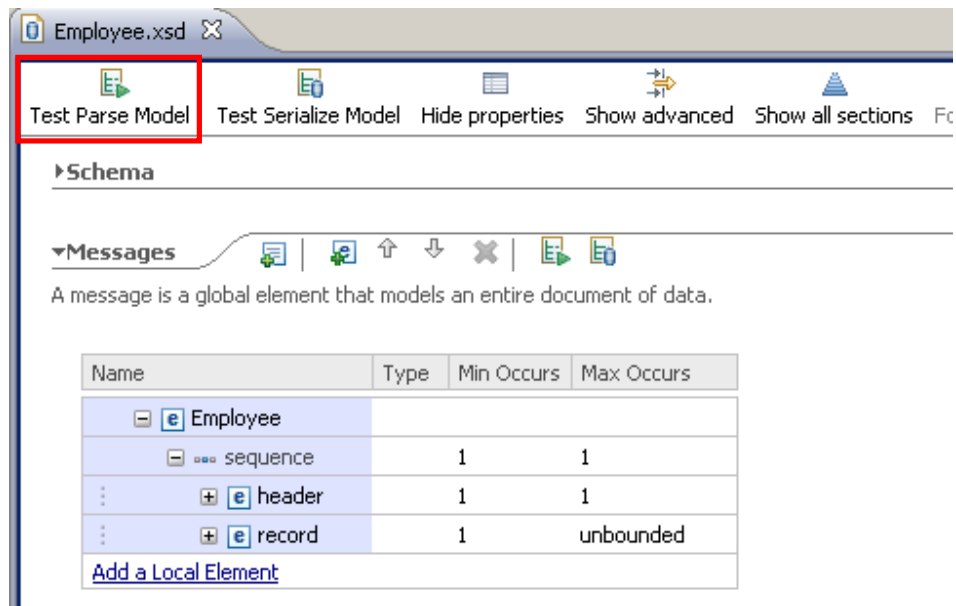 Employee.xsd
Test Parse Model Test Serialize Model Hide properties Show advanced Show all sections
Schema
Messages
A message is a global element that models an entire document of data.
Name Type Min Occurs Max Occurs
Employee
sequence 1 1
header 1 1
record 1 unbounded
Add a Local Element